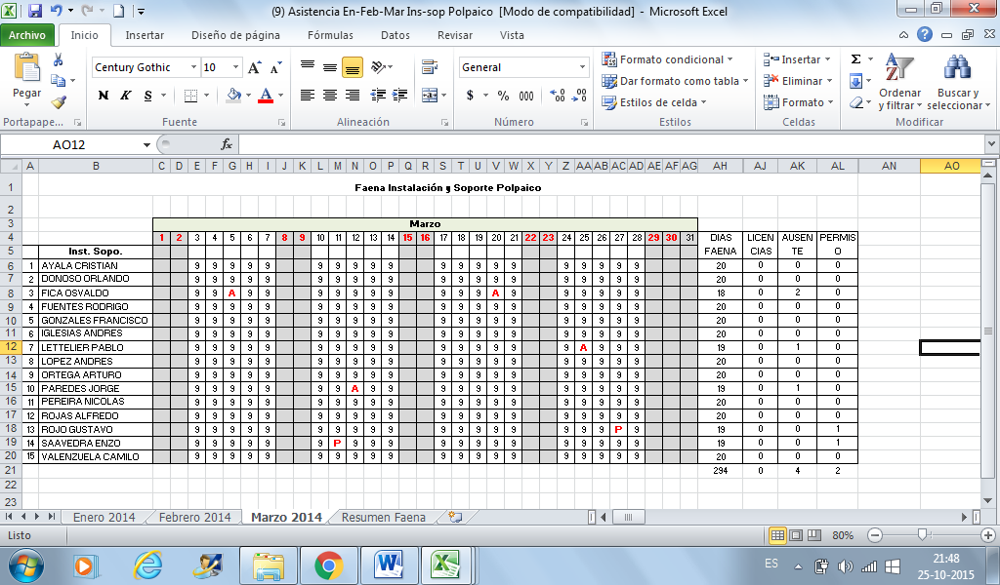 (9) Asistencia En-Feb-Mar Ins-sop Polpaico [Modo de compatibilidad] - Microsoft Excel
Archivo Inicio Insertar Diseño de página Fórmulas Datos Revisar Vista
Pegar
Century Gothic 10
N K S
General
$ % 000
Formato condicional
Dar formato como tabla
Estilos de celda
Insertar
Eliminar
Formato
Ordenar y filtrar
Buscar y seleccionar
Portapape... Fuente Alineación Número Estilos Celdas Modificar
AO12 fx
A B C D E F G H I J K L M N O P Q R S T U V W X Y Z AA AB AC AD AE AF AG AH AJ AK AL AN AO
1 Faena Instalación y Soporte Polpaico
2
3 Marzo
4 1 2 3 4 5 6 7 8 9 10 11 12 13 14 15 16 17 18 19 20 21 22 23 24 25 26 27 28 29 30 31 DIAS LICEN AUSEN PERMIS
5 Inst. Sopo. FAENA CIAS TE O
6 1 AYALA CRISTIAN 9 9 9 9 9 9 9 9 9 9 9 9 9 9 9 9 9 9 9 9 20 0 0 0
7 2 DONOSO ORLANDO 9 9 9 9 9 9 9 9 9 9 9 9 9 9 9 9 9 9 9 9 20 0 0 0
8 3 FICA OSVALDO 9 9 A 9 9 9 9 9 9 9 9 9 9 A 9 9 9 9 9 9 18 0 2 0
9 4 FUENTES RODRIGO 9 9 9 9 9 9 9 9 9 9 9 9 9 9 9 9 9 9 9 9 20 0 0 0
10 5 GONZALES FRANCISCO 9 9 9 9 9 9 9 9 9 9 9 9 9 9 9 9 9 9 9 9 20 0 0 0
11 6 IGLESIAS ANDRES 9 9 9 9 9 9 9 9 9 9 9 9 9 9 9 9 9 9 9 9 20 0 0 0
12 7 LETTELIER PABLO 9 9 9 9 9 9 9 9 9 9 9 9 9 9 9 9 A 9 9 9 19 0 1 0
13 8 LOPEZ ANDRES 9 9 9 9 9 9 9 9 9 9 9 9 9 9 9 9 9 9 9 9 20 0 0 0
14 9 ORTEGA ARTURO 9 9 9 9 9 9 9 9 9 9 9 9 9 9 9 9 9 9 9 9 20 0 0 0
15 10 PAREDES JORGE 9 9 9 9 9 9 9 A 9 9 9 9 9 9 9 9 9 9 9 9 19 0 1 0
16 11 PEREIRA NICOLAS 9 9 9 9 9 9 9 9 9 9 9 9 9 9 9 9 9 9 9 9 20 0 0 0
17 12 ROJAS ALFREDO 9 9 9 9 9 9 9 9 9 9 9 9 9 9 9 9 9 9 9 9 20 0 0 0
18 13 ROJO GUSTAVO 9 9 9 9 9 9 9 9 9 9 9 9 9 9 9 9 9 9 P 9 19 0 0 1
19 14 SAAVEDRA ENZO 9 9 9 9 9 9 P 9 9 9 9 9 9 9 9 9 9 9 9 9 19 0 0 1
20 15 VALENZUELA CAMILO 9 9 9 9 9 9 9 9 9 9 9 9 9 9 9 9 9 9 9 9 20 0 0 0
21 294 0 4 2
22
23
Enero 2014 Febrero 2014 Marzo 2014 Resumen Faena
Listo 80%
ES 21:48
25-10-2015